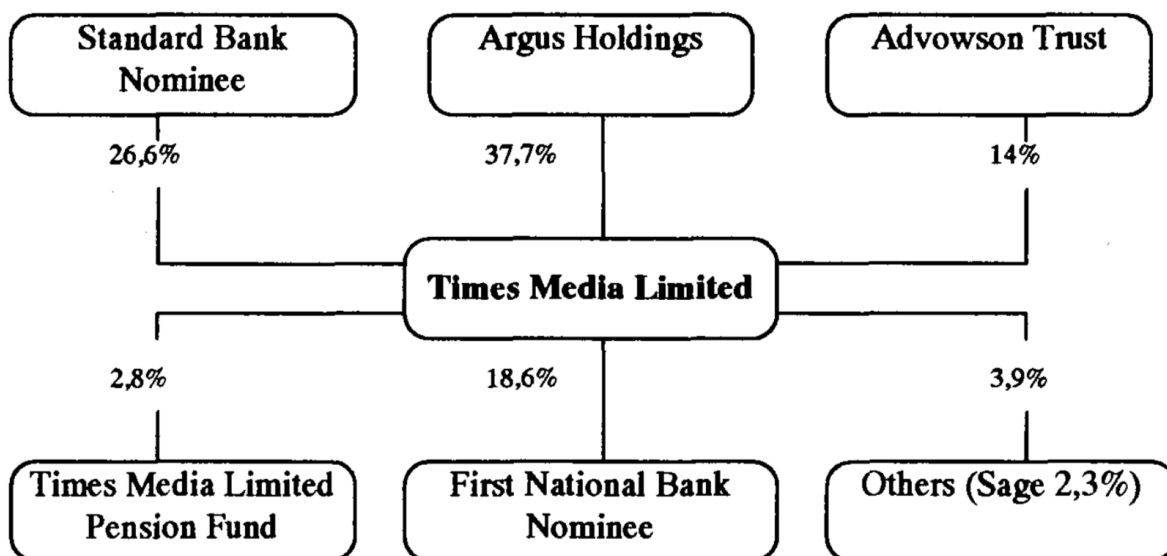 Standard Bank
Nominee
Argus Holdings
Advowson Trust
26,6%
37,7%
14%
Times Media Limited
2,8%
18,6%
3,9%
Times Media Limited
Pension Fund
First National Bank
Nominee
Others (Sage 2,3%)